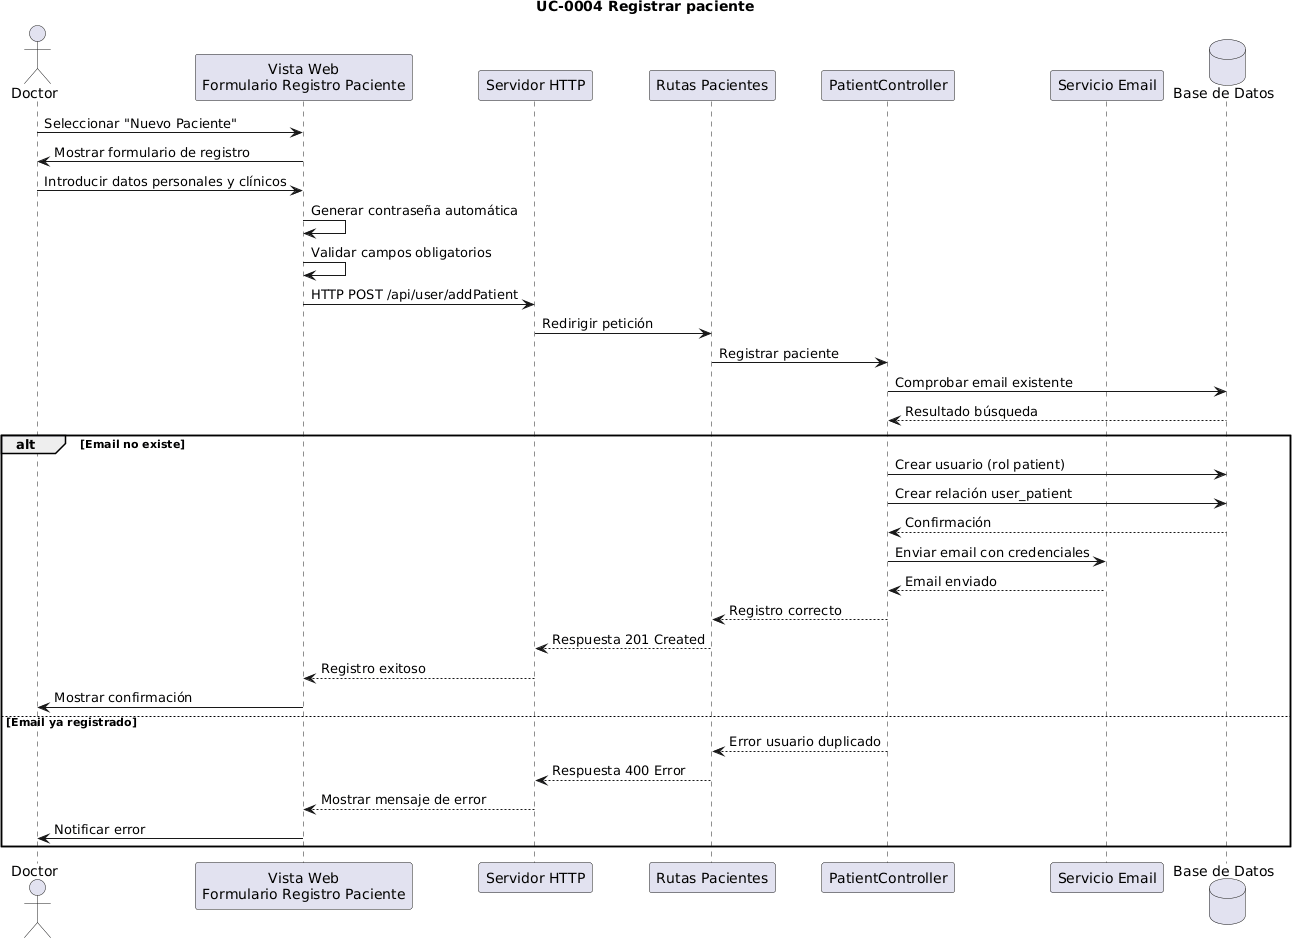 UC-0004 Registrar paciente
Doctor
Vista Web
Formulario Registro Paciente
Servidor HTTP
Rutas Pacientes
PatientController
Servicio Email
Base de Datos
Seleccionar "Nuevo Paciente"
Mostrar formulario de registro
Introducir datos personales y clínicos
Generar contraseña automática
Validar campos obligatorios
HTTP POST /api/user/addPatient
Redirigir petición
Registrar paciente
Comprobar email existente
Resultado búsqueda
alt
[Email no existe]
Crear usuario (rol patient)
Crear relación user_patient
Confirmación
Enviar email con credenciales
Email enviado
Registro correcto
Respuesta 201 Created
Registro exitoso
Mostrar confirmación
[Email ya registrado]
Error usuario duplicado
Respuesta 400 Error
Mostrar mensaje de error
Notificar error
Doctor
Vista Web
Formulario Registro Paciente
Servidor HTTP
Rutas Pacientes
PatientController
Servicio Email
Base de Datos